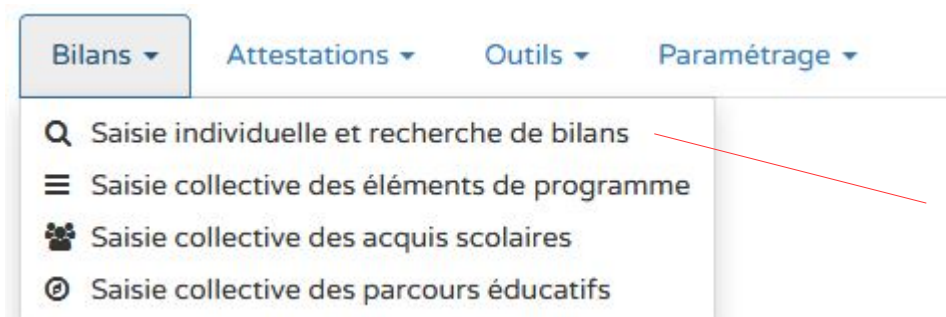 Bilans Attestations Outils Paramétrage
Saisie individuelle et recherche de bilans
Saisie collective des éléments de programme
Saisie collective des acquis scolaires
Saisie collective des parcours éducatifs